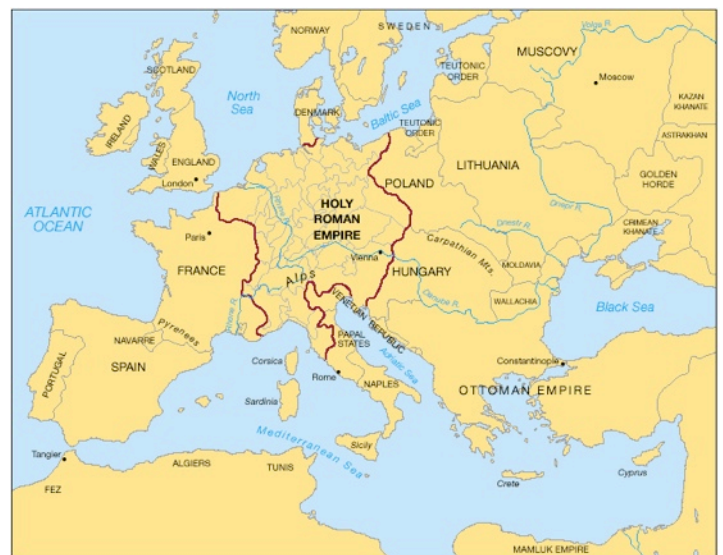 NORWAY
SWEDEN
Volga R.
MUSCOVY
SCOTLAND
TEUTONIC
ORDER
Moscow
North
Sea
KAZAN
KHANATE
DENMARK
Baltic Sea
IRELAND
TEUTONIC
ORDER
ASTRAKHAN
WALES
ENGLAND
LITHUANIA
London
POLAND
GOLDEN
HORDE
Rhine R.
HOLY
ROMAN
EMPIRE
Dniepr R.
ATLANTIC
OCEAN
Dniestr R.
CRIMEAN
KHANATE
Paris
Carpathian Mts.
Vienna
FRANCE
Alps
HUNGARY
MOLDAVIA
Danube R.
WALLACHIA
Rhone R.
VENETIAN REPUBLIC
Black Sea
Pyrenees
NAVARRE
PAPAL
STATES
PORTUGAL
SPAIN
Corsica
Adriatic Sea
Constantinople
Rome
NAPLES
OTTOMAN EMPIRE
Sardinia
Mediterranean Sea
Sicily
Tangier
ALGIERS
TUNIS
Cyprus
Crete
FEZ
MAMLUK EMPIRE